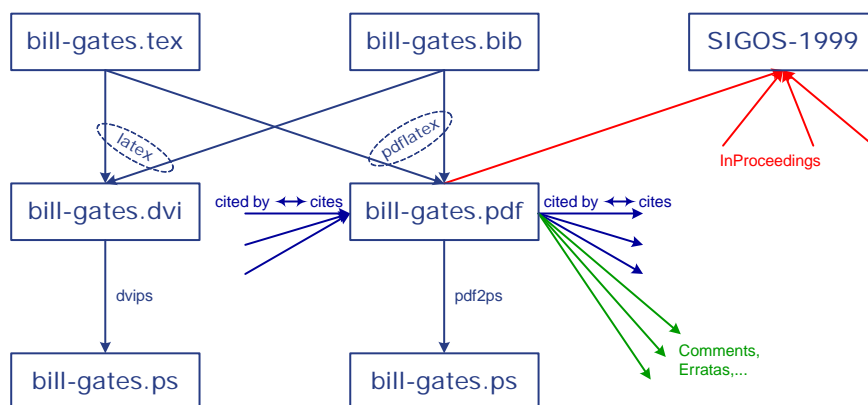 bill-gates.tex
bill-gates.bib
SIGOS-1999
latex
pdflatex
InProceedings
bill-gates.dvi
cited by cites
bill-gates.pdf
cited by cites
dvips
pdf2ps
Comments,
Erratas,...
bill-gates.ps
bill-gates.ps